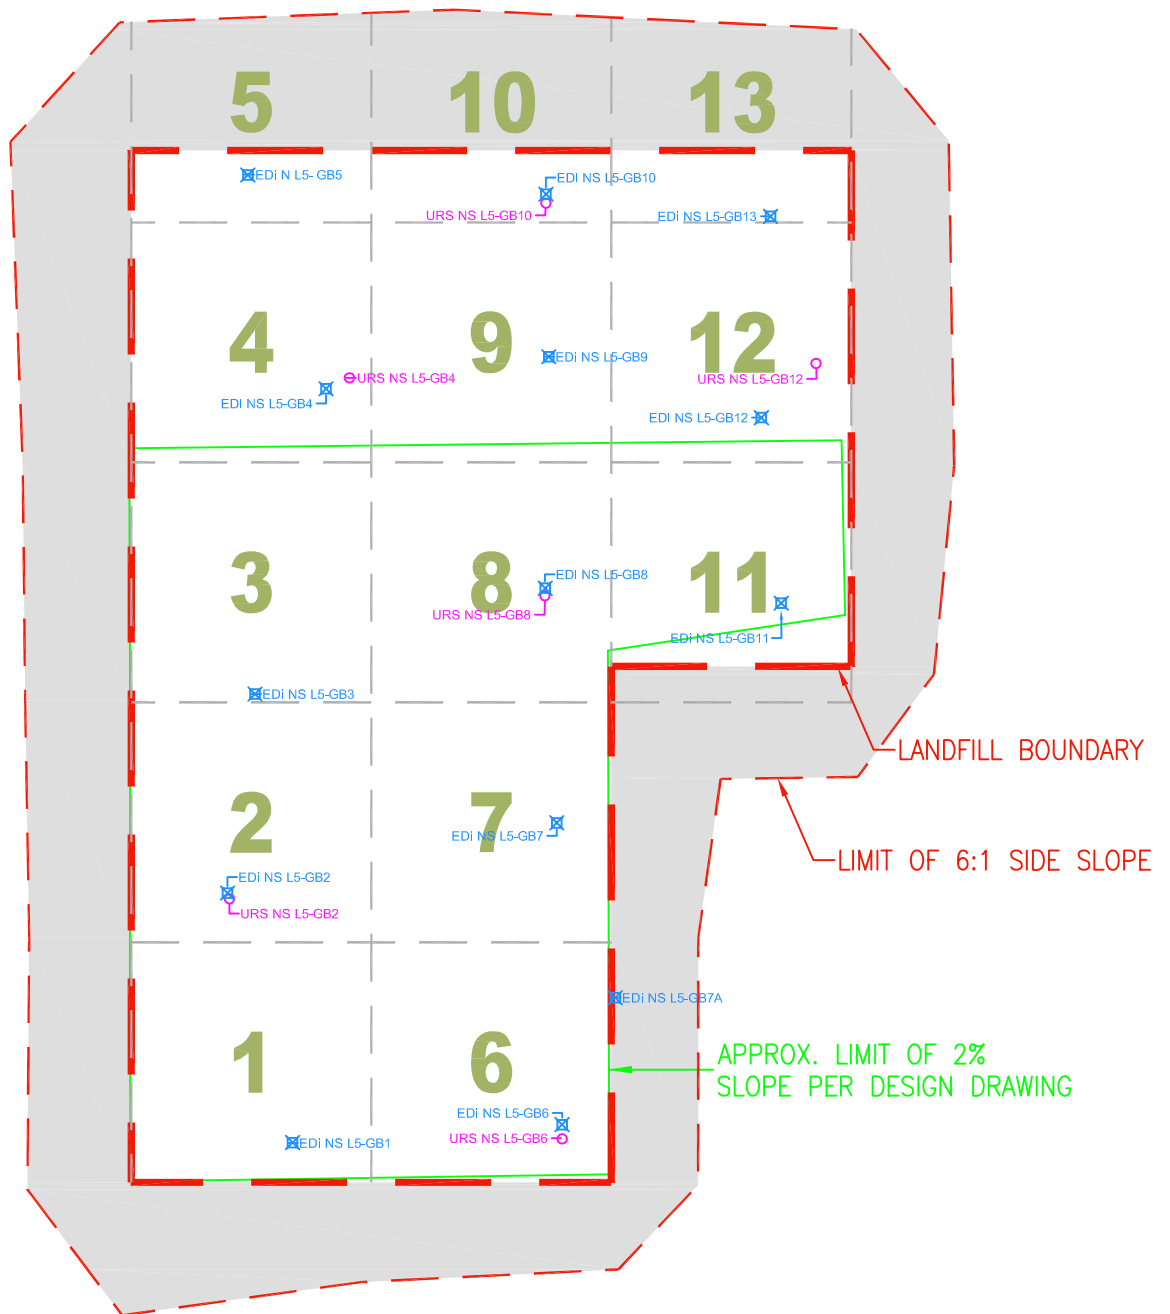 5
10
13
EDi N L5- GB5
EDI NS L5-GB10
URS NS L5-GB10
EDi NS L5-GB13
4
9
12
EDi NS L5-GB9
URS NS L5-GB4
URS NS L5-GB12
EDI NS L5-GB4
EDI NS L5-GB12
3
8
11
EDI NS L5-GB8
URS NS L5-GB8
EDi NS L5-GB11
EDi NS L5-GB3
LANDFILL BOUNDARY
2
7
EDi NS L5-GB7
LIMIT OF 6:1 SIDE SLOPE
EDi NS L5-GB2
URS NS L5-GB2
EDi NS L5-GB7A
1
6
APPROX. LIMIT OF 2%
SLOPE PER DESIGN DRAWING
EDi NS L5-GB6
URS NS L5-GB6
EDi NS L5-GB1